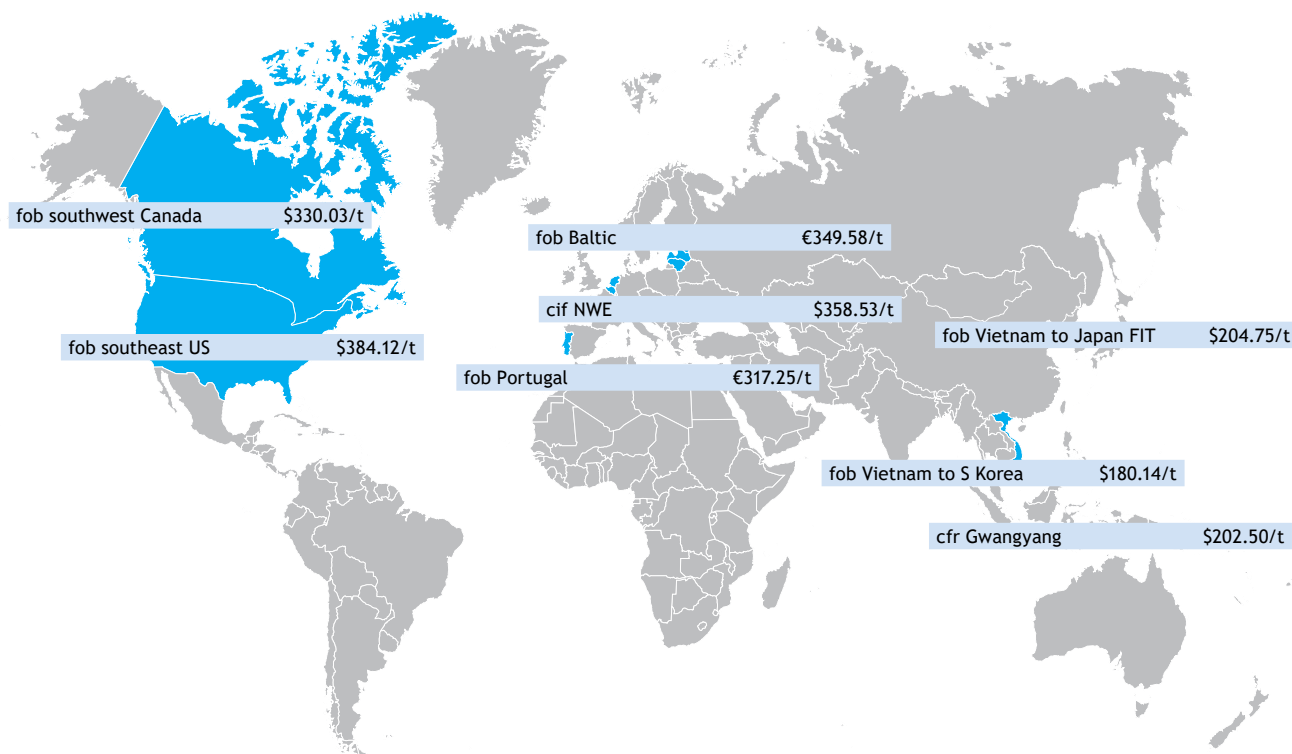 fob southwest Canada $330.03/t
fob Baltic €349.58/t
cif NWE $358.53/t
fob southeast US $384.12/t
fob Vietnam to Japan FIT $204.75/t
fob Portugal €317.25/t
fob Vietnam to S Korea $180.14/t
cfr Gwangyang $202.50/t